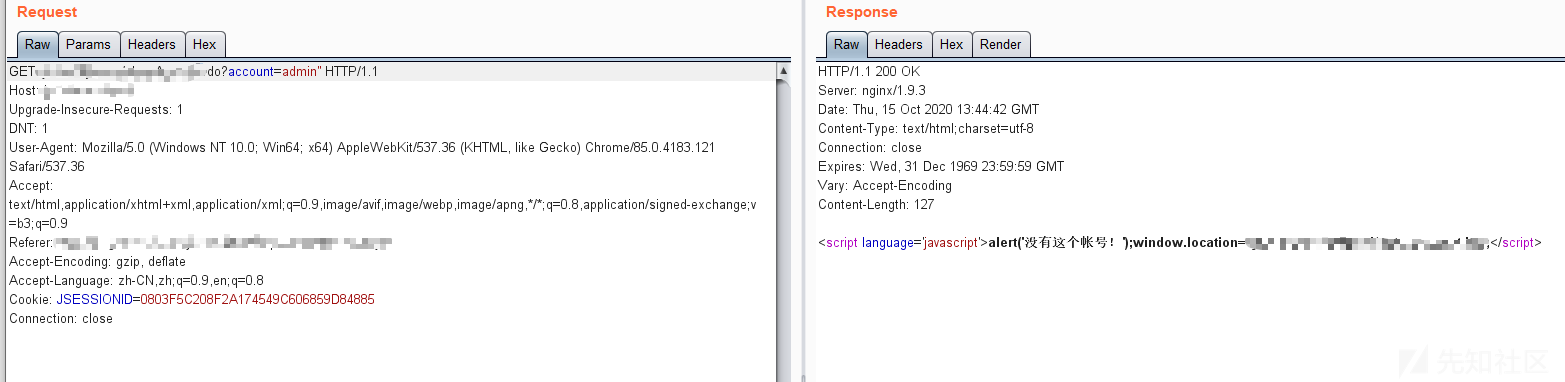 Request
Raw Params Headers Hex
GET do?account=admin" HTTP/1.1
Host
Upgrade-Insecure-Requests: 1
DNT: 1
User-Agent: Mozilla/5.0 (Windows NT 10.0; Win64; x64) AppleWebKit/537.36 (KHTML, like Gecko) Chrome/85.0.4183.121
Safari/537.36
Accept:
text/html,application/xhtml+xml,application/xml;q=0.9,image/avif,image/webp,image/apng,*/*;q=0.8,application/signed-exchange;v
=b3;q=0.9
Referer:
Accept-Encoding: gzip, deflate
Accept-Language: zh-CN,zh;q=0.9,en;q=0.8
Cookie: JSESSIONID=0803F5C208F2A174549C606859D84885
Connection: close
Response
Raw Headers Hex Render
HTTP/1.1 200 OK
Server: nginx/1.9.3
Date: Thu, 15 Oct 2020 13:44:42 GMT
Content-Type: text/html;charset=utf-8
Connection: close
Expires: Wed, 31 Dec 1969 23:59:59 GMT
Vary: Accept-Encoding
Content-Length: 127
<script language='javascript'>alert('没有这个帐号！');window.location= ;</script>
先知社区